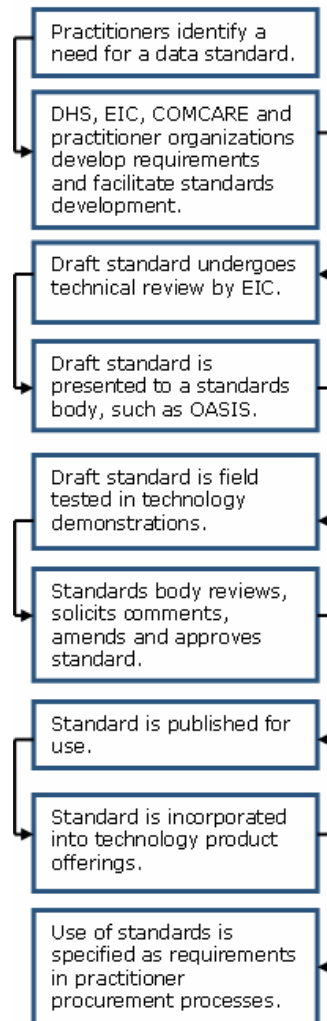 Practitioners identify a
need for a data standard.
DHS, EIC, COMCARE and
practitioner organizations
develop requirements
and facilitate standards
development.
Draft standard undergoes
technical review by EIC.
Draft standard is
presented to a standards
body, such as OASIS.
Draft standard is field
tested in technology
demonstrations.
Standards body reviews,
solicits comments,
amends and approves
standard.
Standard is published for
use.
Standard is incorporated
into technology product
offerings.
Use of standards is
specified as requirements
in practitioner
procurement processes.